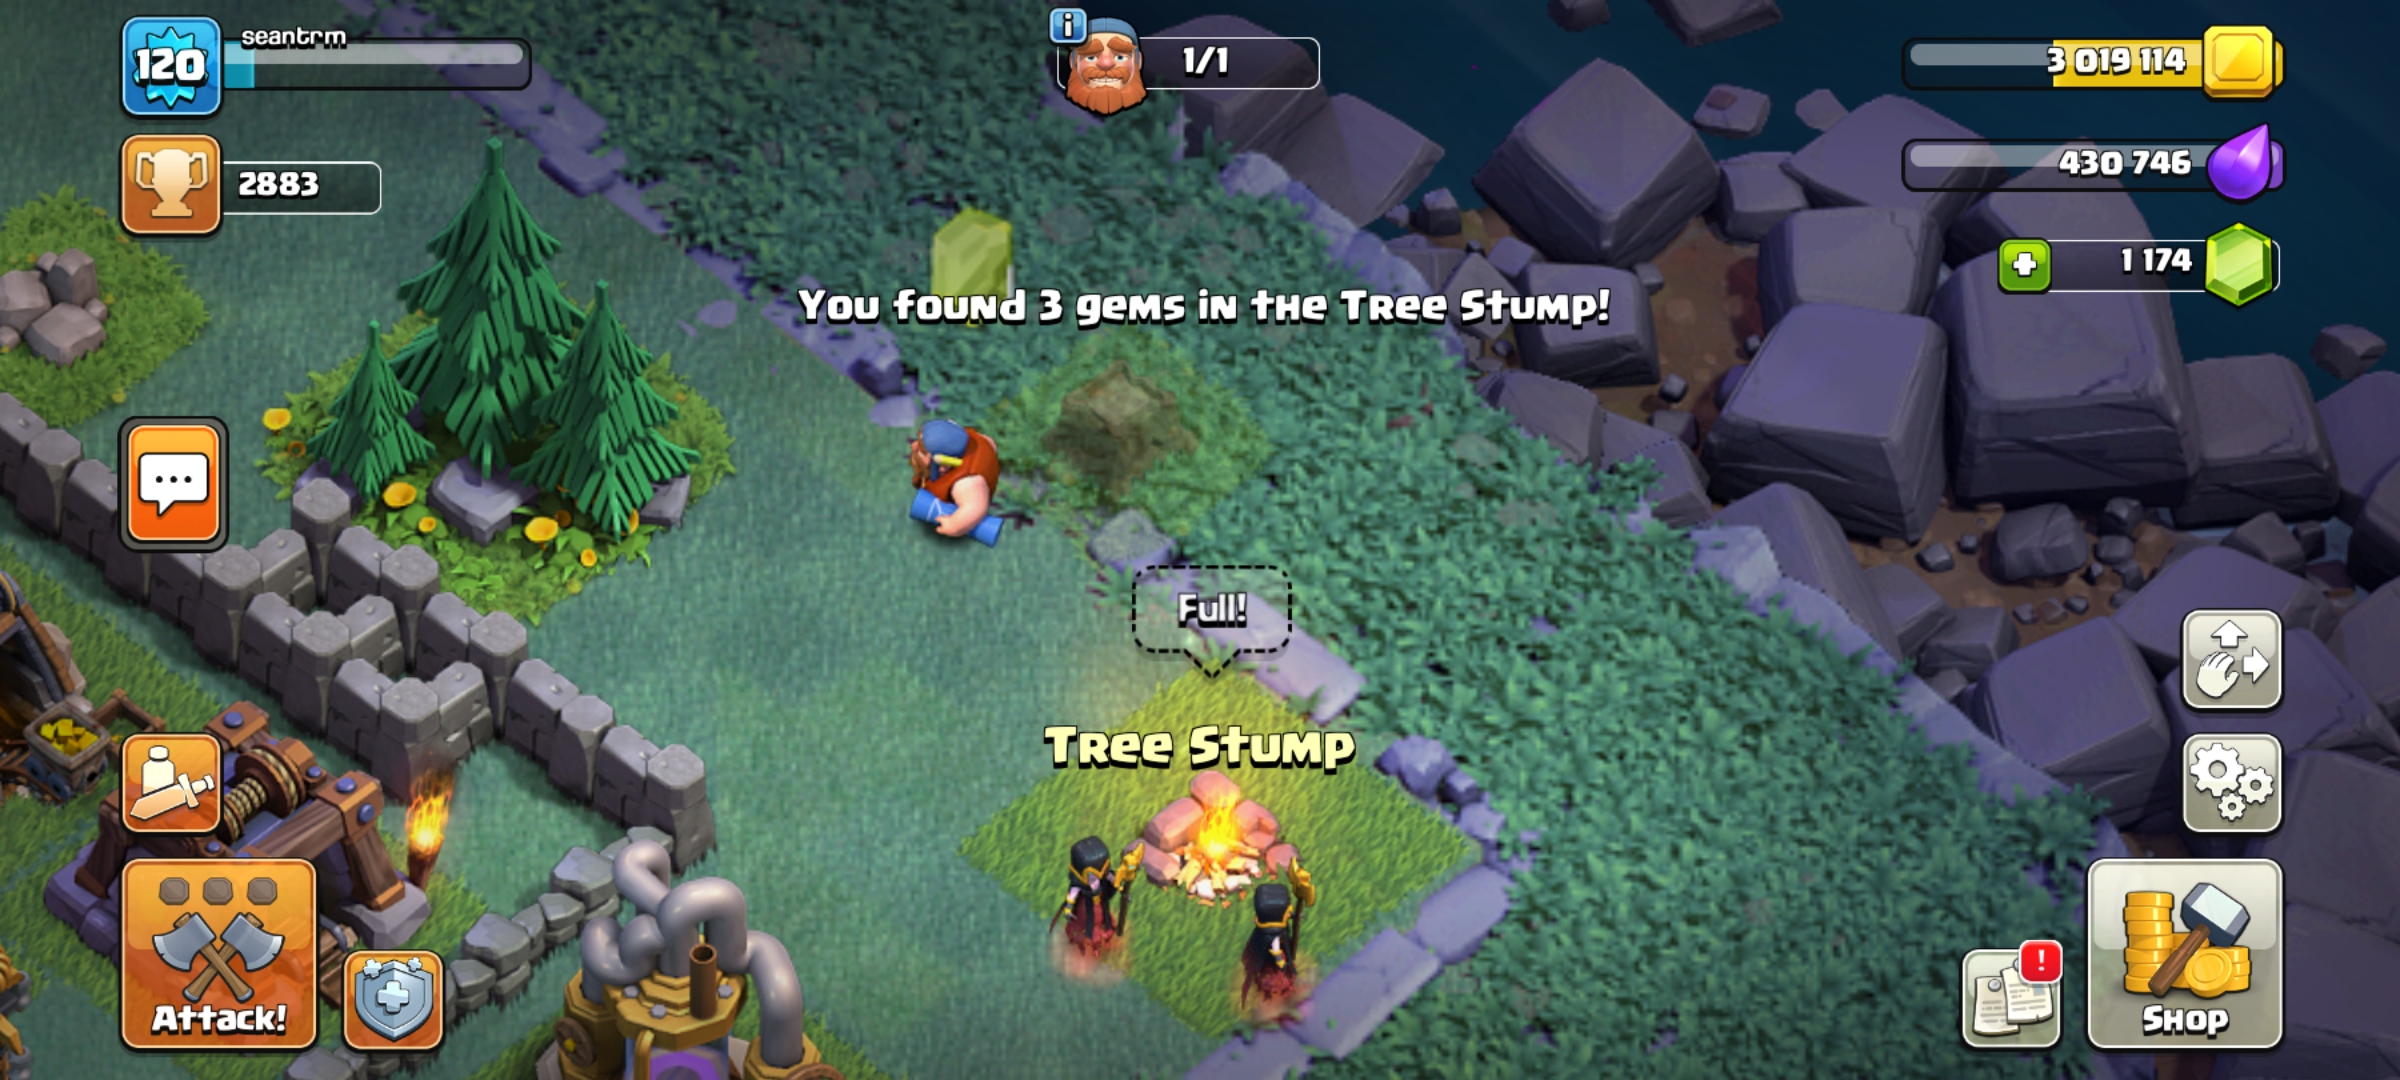 120
seantrm
i
1/1
3 019 114
2883
430 746
1 174
You found 3 gems in the Tree Stump!
Full!
Tree Stump
!
Attack!
Shop